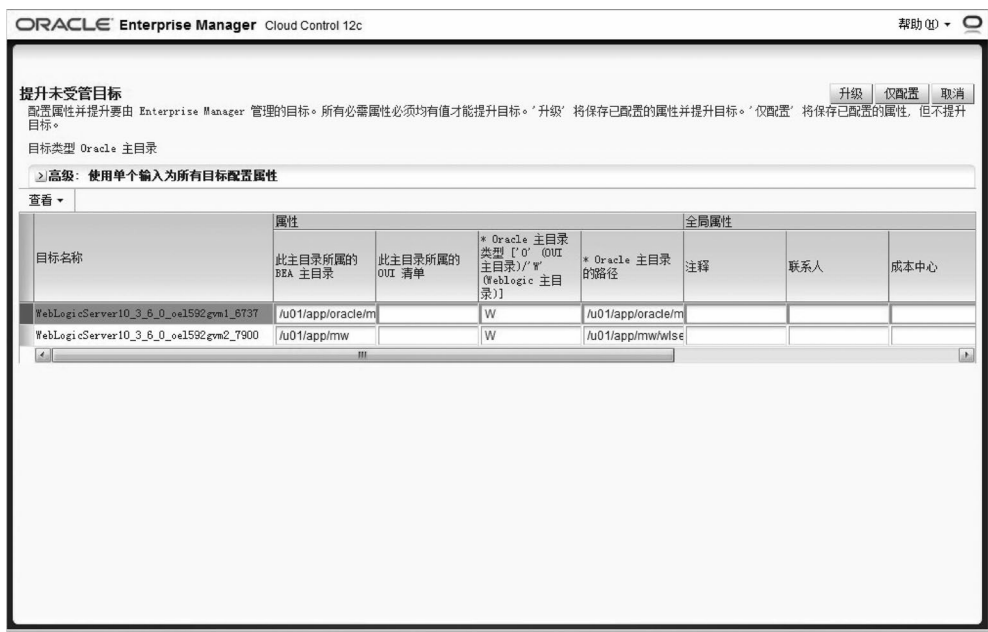 ORACLE Enterprise Manager Cloud Control 12c
帮助(H)
提升未受管目标
升级 仅配置 取消
配置属性并提升要由 Enterprise Manager 管理的目标。所有必需属性必须均有值才能提升目标。'升级' 将保存已配置的属性并提升目标。'仅配置' 将保存已配置的属性, 但不提升
目标。
目标类型 Oracle 主目录
高级: 使用单个输入为所有目标配置属性
查看
属性 全局属性
目标名称
此主目录所属的
BEA 主目录
此主目录所属的
OUI 清单
* Oracle 主目录
类型 ['O' (OUI
主目录)/'W'
(Weblogic 主目
录)]
* Oracle 主目录
的路径
注释
联系人
成本中心
WebLogicServer10_3_6_0_oel592gvm1_6737 /u01/app/oracle/m W /u01/app/oracle/m
WebLogicServer10_3_6_0_oel592gvm2_7900 /u01/app/mw W /u01/app/mw/wlse